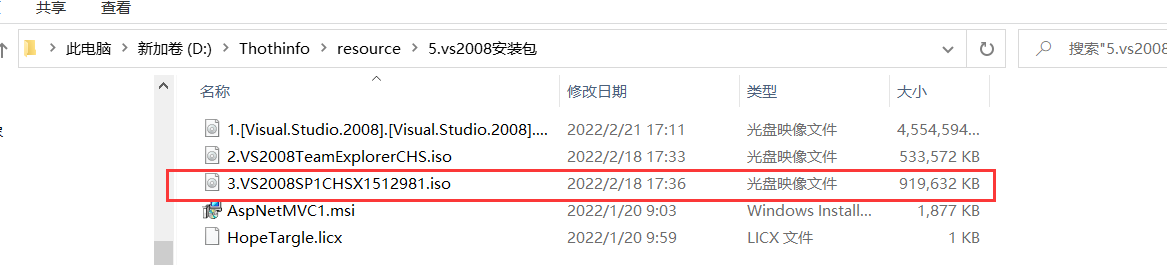 共享 查看
此电脑 新加卷 (D:) Thothinfo resource 5.vs2008安装包
搜索"5.vs2008
名称 修改日期 类型 大小
1.[Visual.Studio.2008].[Visual.Studio.2008].... 2022/2/21 17:11 光盘映像文件 4,554,594...
2.VS2008TeamExplorerCHS.iso 2022/2/18 17:33 光盘映像文件 533,572 KB
3.VS2008SP1CHSX1512981.iso 2022/2/18 17:36 光盘映像文件 919,632 KB
AspNetMVC1.msi 2022/1/20 9:03 Windows Install... 1,877 KB
HopeTargle.licx 2022/1/20 9:59 LICX 文件 1 KB